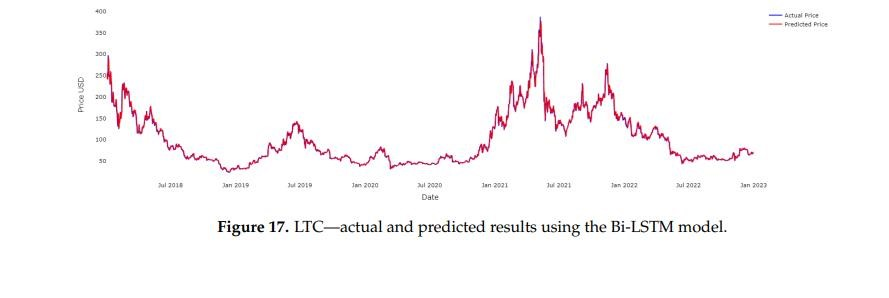 400
350
300
250
200
150
100
50
Price USD
Actual Price
Predicted Price
Jul 2018 Jan 2019 Jul 2019 Jan 2020 Jul 2020 Jan 2021 Jul 2021 Jan 2022 Jul 2022 Jan 2023
Date
Figure 17. LTC—actual and predicted results using the Bi-LSTM model.